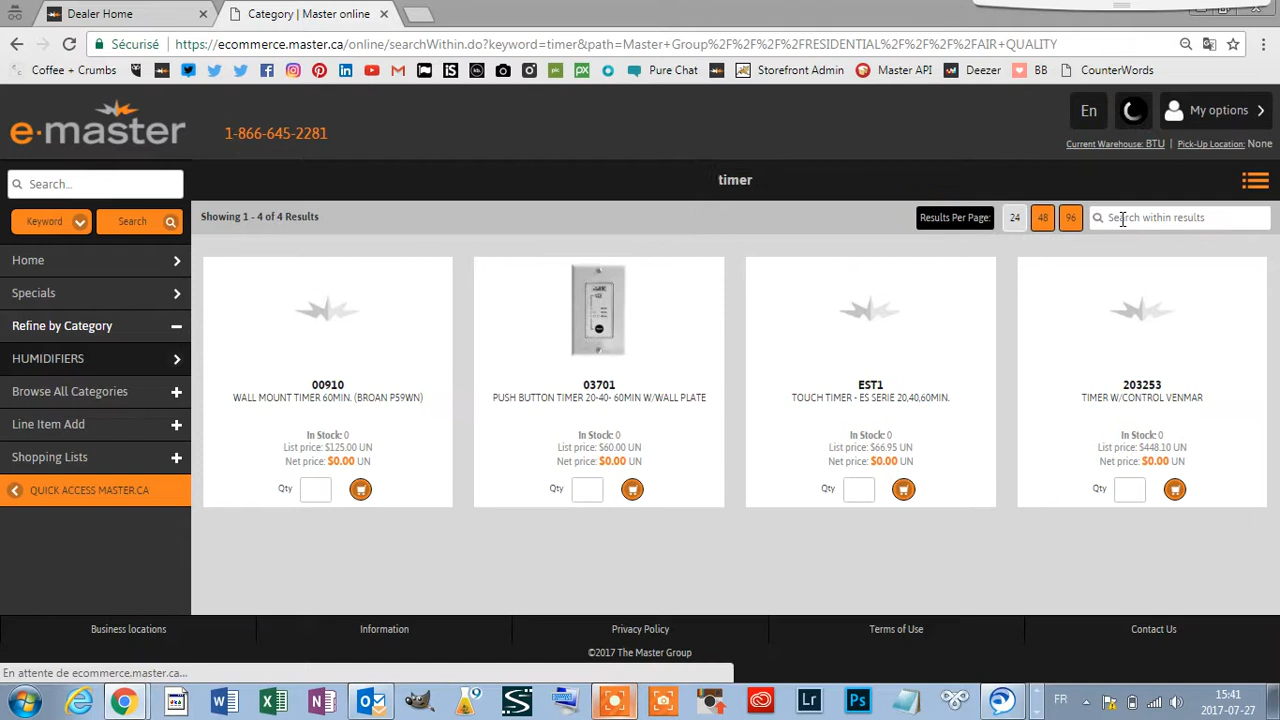 Dealer Home
Category | Master online
Sécurisé
https://ecommerce.master.ca/online/searchWithin.do?keyword=timer&path=Master+Group%2F%2F%2FRESIDENTIAL%2F%2F%2FAIR+QUALITY
Coffee + Crumbs
Pure Chat
Storefront Admin
Master API
Deezer
BB
CounterWords
e·master
1-866-645-2281
En
My options
Current Warehouse: BTU | Pick-Up Location: None
Search...
Keyword
Search
timer
Showing 1 - 4 of 4 Results
Results Per Page:
24
48
96
Search within results
Home
Specials
Refine by Category
HUMIDIFIERS
Browse All Categories
Line Item Add
Shopping Lists
QUICK ACCESS MASTER.CA
00910
WALL MOUNT TIMER 60MIN. (BROAN P59WN)
In Stock: 0
List price: $125.00 UN
Net price: $0.00 UN
Qty
03701
PUSH BUTTON TIMER 20-40- 60MIN W/WALL PLATE
In Stock: 0
List price: $60.00 UN
Net price: $0.00 UN
Qty
EST1
TOUCH TIMER - ES SERIE 20,40,60MIN.
In Stock: 0
List price: $66.95 UN
Net price: $0.00 UN
Qty
203253
TIMER W/CONTROL VENMAR
In Stock: 0
List price: $448.10 UN
Net price: $0.00 UN
Qty
Business locations
Information
Privacy Policy
Terms of Use
Contact Us
©2017 The Master Group
En attente de ecommerce.master.ca...
FR
15:41
2017-07-27